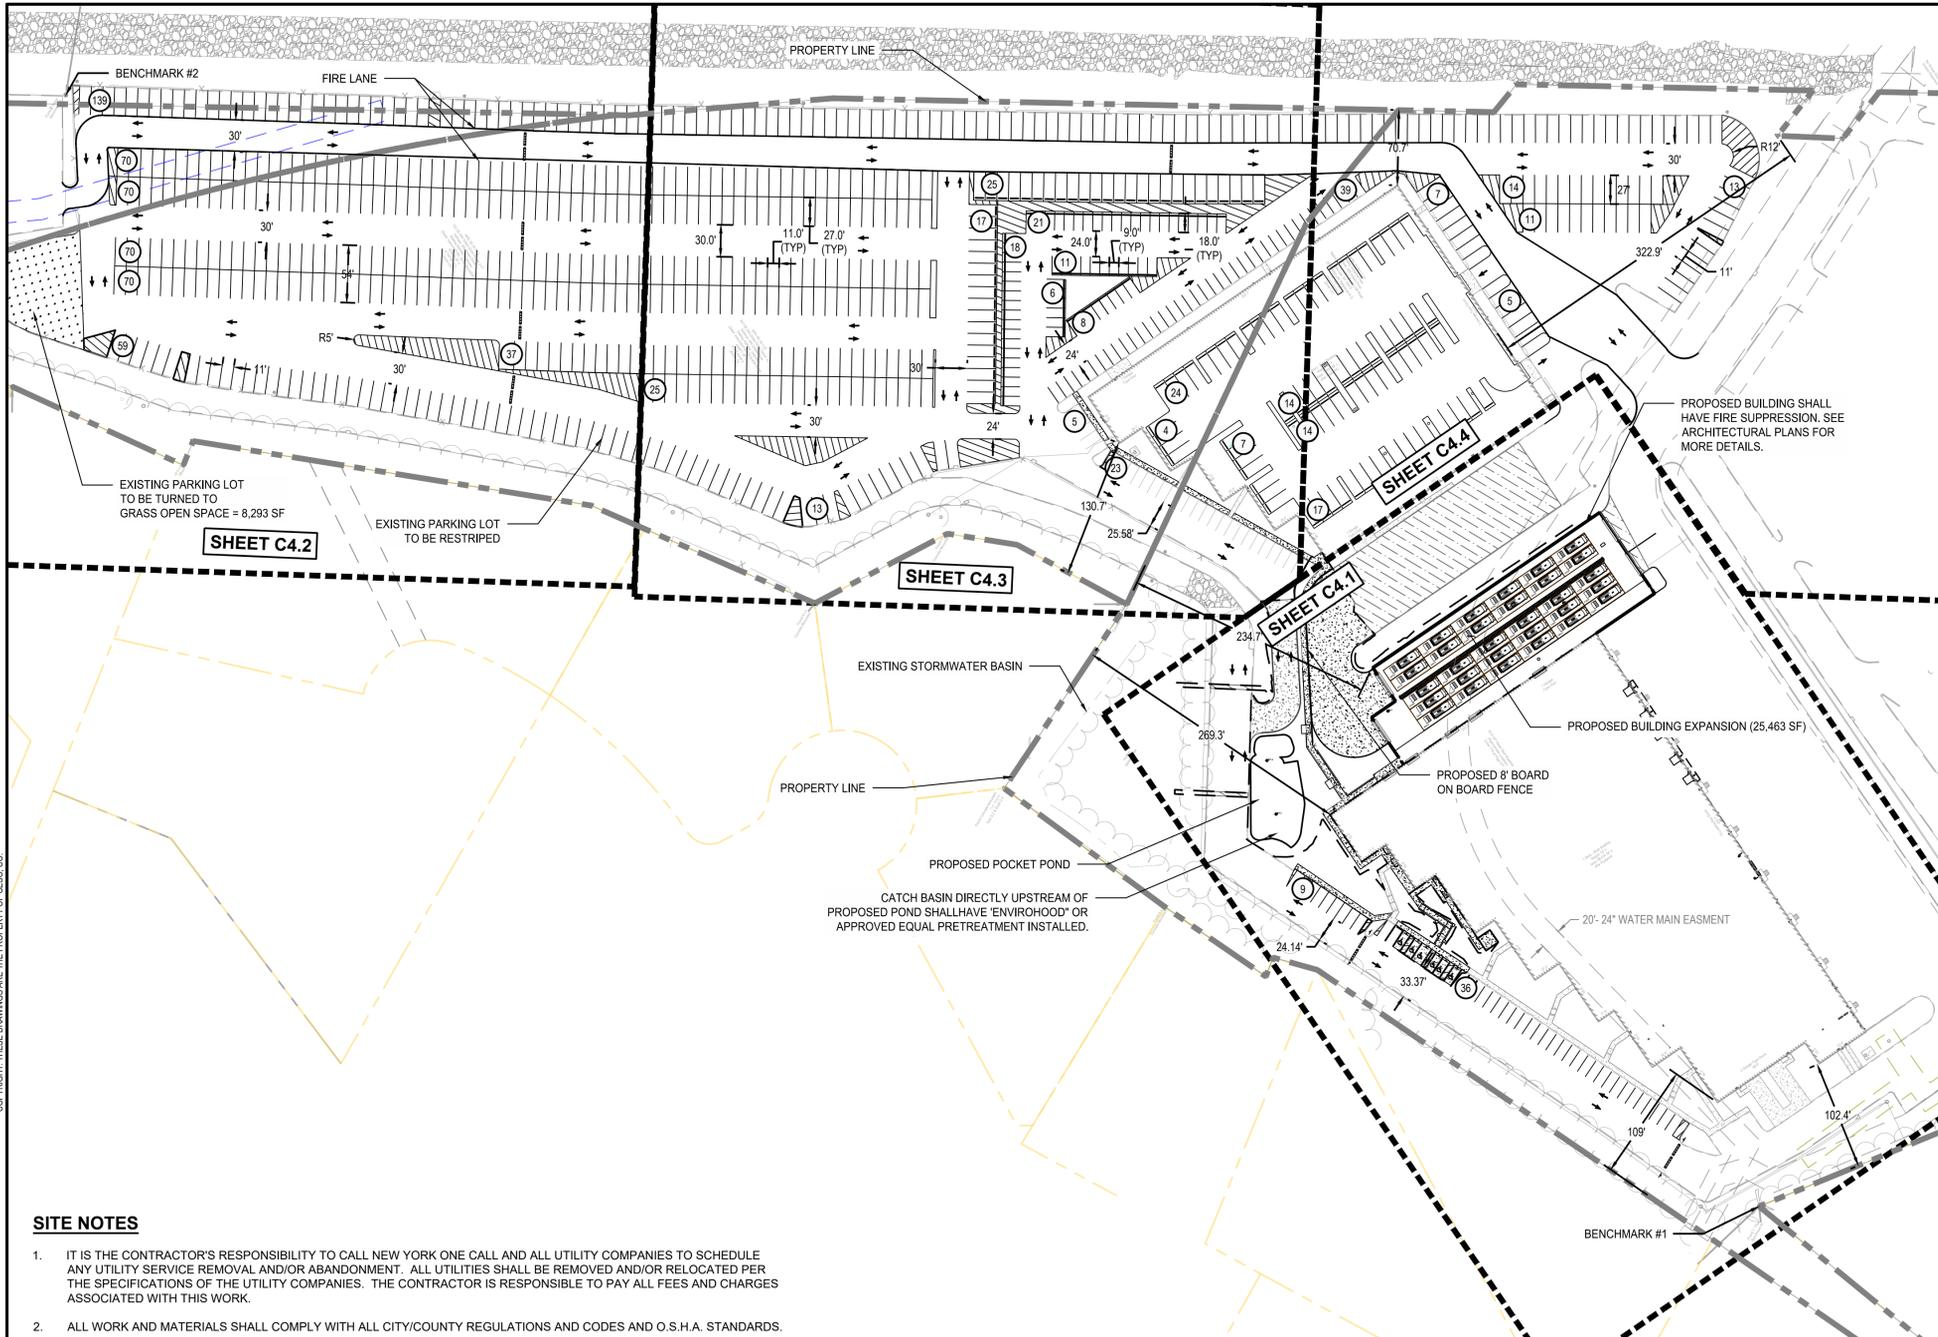 PROPERTY LINE
BENCHMARK #2
FIRE LANE
139
30'
30'
70.7'
R12'
30'
70
70
25
39
7
14
13
27'
11
17
21
18
30'
30.0'
11.0'
(TYP)
27.0'
(TYP)
24.0'
9.0'
(TYP)
18.0'
(TYP)
322.9'
11'
70
70
54'
11
6
8
5
R5'
59
37
11'
30'
24'
30'
25
24
14
14
5
4
7
30'
24'
23
17
13
130.7'
25.58'
SHEET C4.4
PROPOSED BUILDING SHALL
HAVE FIRE SUPPRESSION. SEE
ARCHITECTURAL PLANS FOR
MORE DETAILS.
EXISTING PARKING LOT
TO BE TURNED TO
GRASS OPEN SPACE = 8,293 SF
EXISTING PARKING LOT
TO BE RESTRIPED
SHEET C4.2
SHEET C4.3
SHEET C4.1
234.7'
EXISTING STORMWATER BASIN
269.3'
PROPOSED BUILDING EXPANSION (25,463 SF)
PROPOSED 8' BOARD
ON BOARD FENCE
PROPERTY LINE
PROPOSED POCKET POND
CATCH BASIN DIRECTLY UPSTREAM OF
PROPOSED POND SHALLHAVE 'ENVIROHOOD" OR
APPROVED EQUAL PRETREATMENT INSTALLED.
9
20'- 24" WATER MAIN EASMENT
24.14'
33.37'
36
109'
102.4'
BENCHMARK #1
SITE NOTES
1. IT IS THE CONTRACTOR'S RESPONSIBILITY TO CALL NEW YORK ONE CALL AND ALL UTILITY COMPANIES TO SCHEDULE
ANY UTILITY SERVICE REMOVAL AND/OR ABANDONMENT. ALL UTILITIES SHALL BE REMOVED AND/OR RELOCATED PER
THE SPECIFICATIONS OF THE UTILITY COMPANIES. THE CONTRACTOR IS RESPONSIBLE TO PAY ALL FEES AND CHARGES
ASSOCIATED WITH THIS WORK.
2. ALL WORK AND MATERIALS SHALL COMPLY WITH ALL CITY/COUNTY REGULATIONS AND CODES AND O.S.H.A. STANDARDS.